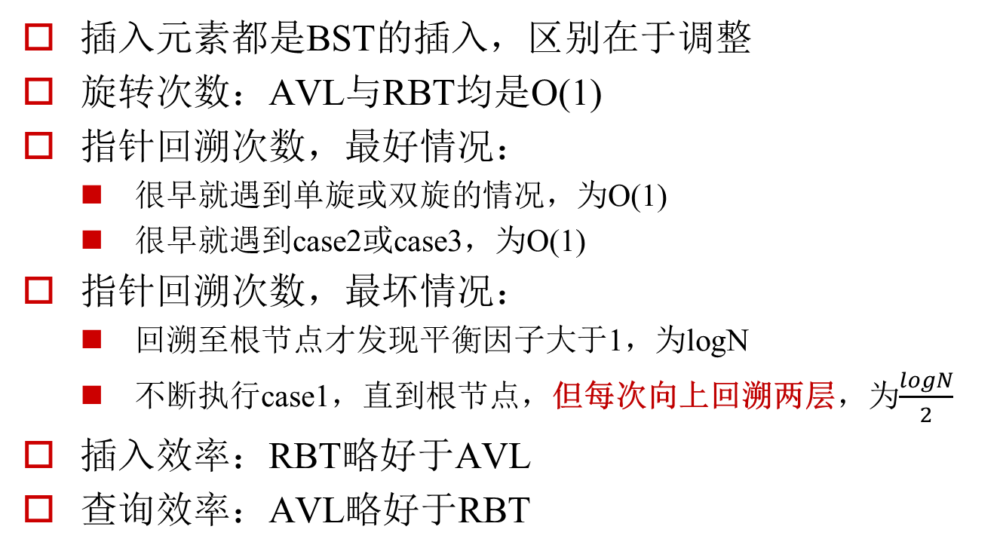 插入元素都是BST的插入，区别在于调整
旋转次数：AVL与RBT均是O(1)
指针回溯次数，最好情况：
很早就遇到单旋或双旋的情况，为O(1)
很早就遇到case2或case3，为O(1)
指针回溯次数，最坏情况：
回溯至根节点才发现平衡因子大于1，为logN
不断执行case1，直到根节点，但每次向上回溯两层，为logN/2
插入效率：RBT略好于AVL
查询效率：AVL略好于RBT